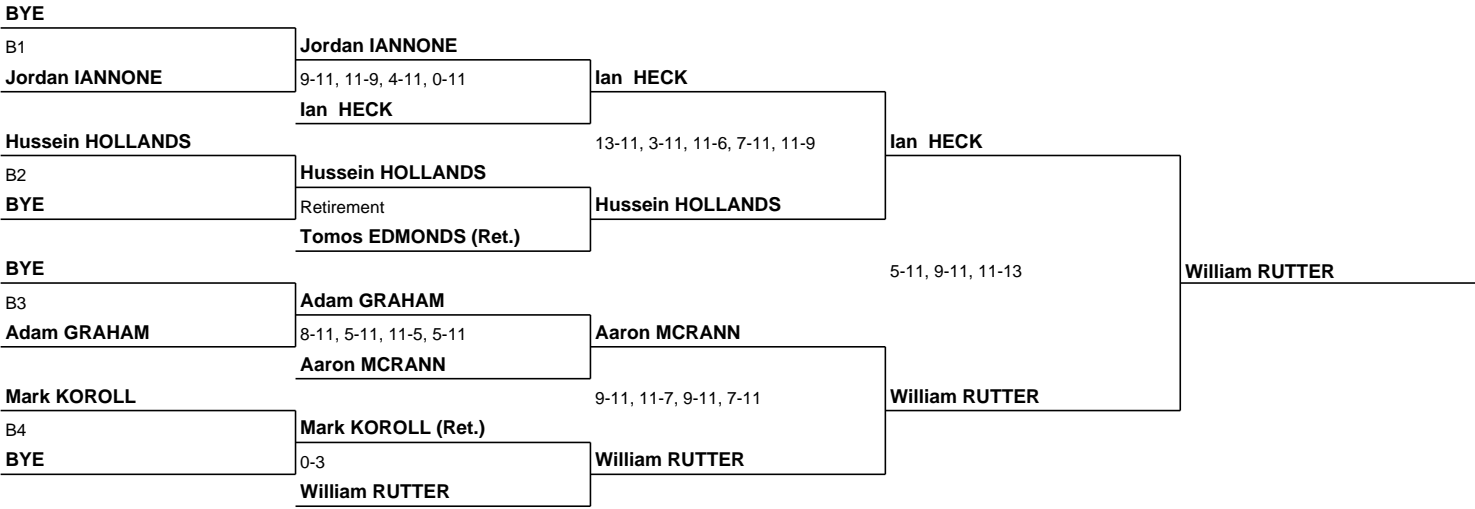 BYE
B1
Jordan IANNONE
Jordan IANNONE
9-11, 11-9, 4-11, 0-11
Ian HECK
Ian HECK
Hussein HOLLANDS
B2
BYE
Hussein HOLLANDS
Retirement
Tomos EDMONDS (Ret.)
13-11, 3-11, 11-6, 7-11, 11-9
Hussein HOLLANDS
Ian HECK
BYE
B3
Adam GRAHAM
Adam GRAHAM
8-11, 5-11, 11-5, 5-11
Aaron MCRANN
Aaron MCRANN
Mark KOROLL
B4
BYE
Mark KOROLL (Ret.)
0-3
William RUTTER
9-11, 11-7, 9-11, 7-11
William RUTTER
William RUTTER
5-11, 9-11, 11-13
William RUTTER